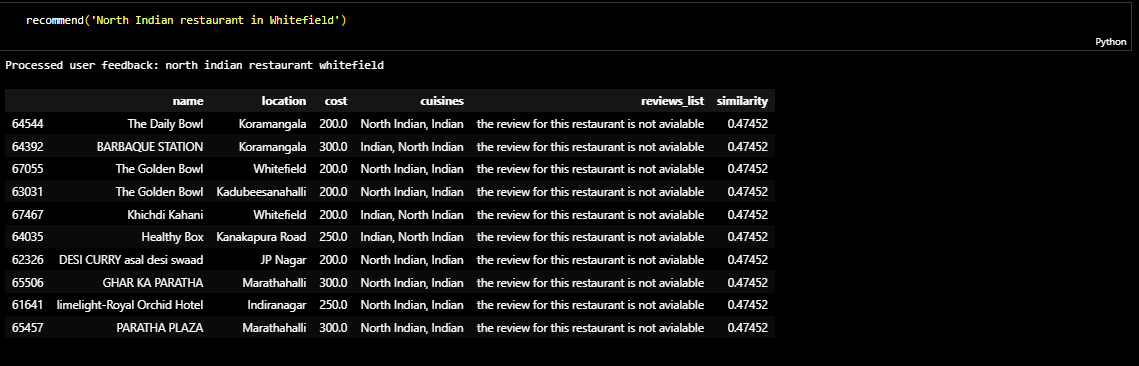 recommend('North Indian restaurant in Whitefield')
Python
Processed user feedback: north indian restaurant whitefield
name location cost cuisines reviews_list similarity
64544 The Daily Bowl Koramangala 200.0 North Indian, Indian the review for this restaurant is not avialable 0.47452
64392 BARBAQUE STATION Koramangala 300.0 Indian, North Indian the review for this restaurant is not avialable 0.47452
67055 The Golden Bowl Whitefield 200.0 North Indian, Indian the review for this restaurant is not avialable 0.47452
63031 The Golden Bowl Kadubeesanahalli 200.0 North Indian, Indian the review for this restaurant is not avialable 0.47452
67467 Khichdi Kahani Whitefield 200.0 Indian, North Indian the review for this restaurant is not avialable 0.47452
64035 Healthy Box Kanakapura Road 250.0 Indian, North Indian the review for this restaurant is not avialable 0.47452
62326 DESI CURRY asal desi swaad JP Nagar 200.0 North Indian, Indian the review for this restaurant is not avialable 0.47452
65506 GHAR KA PARATHA Marathahalli 300.0 North Indian, Indian the review for this restaurant is not avialable 0.47452
61641 limelight-Royal Orchid Hotel Indiranagar 250.0 North Indian, Indian the review for this restaurant is not avialable 0.47452
65457 PARATHA PLAZA Marathahalli 300.0 North Indian, Indian the review for this restaurant is not avialable 0.47452